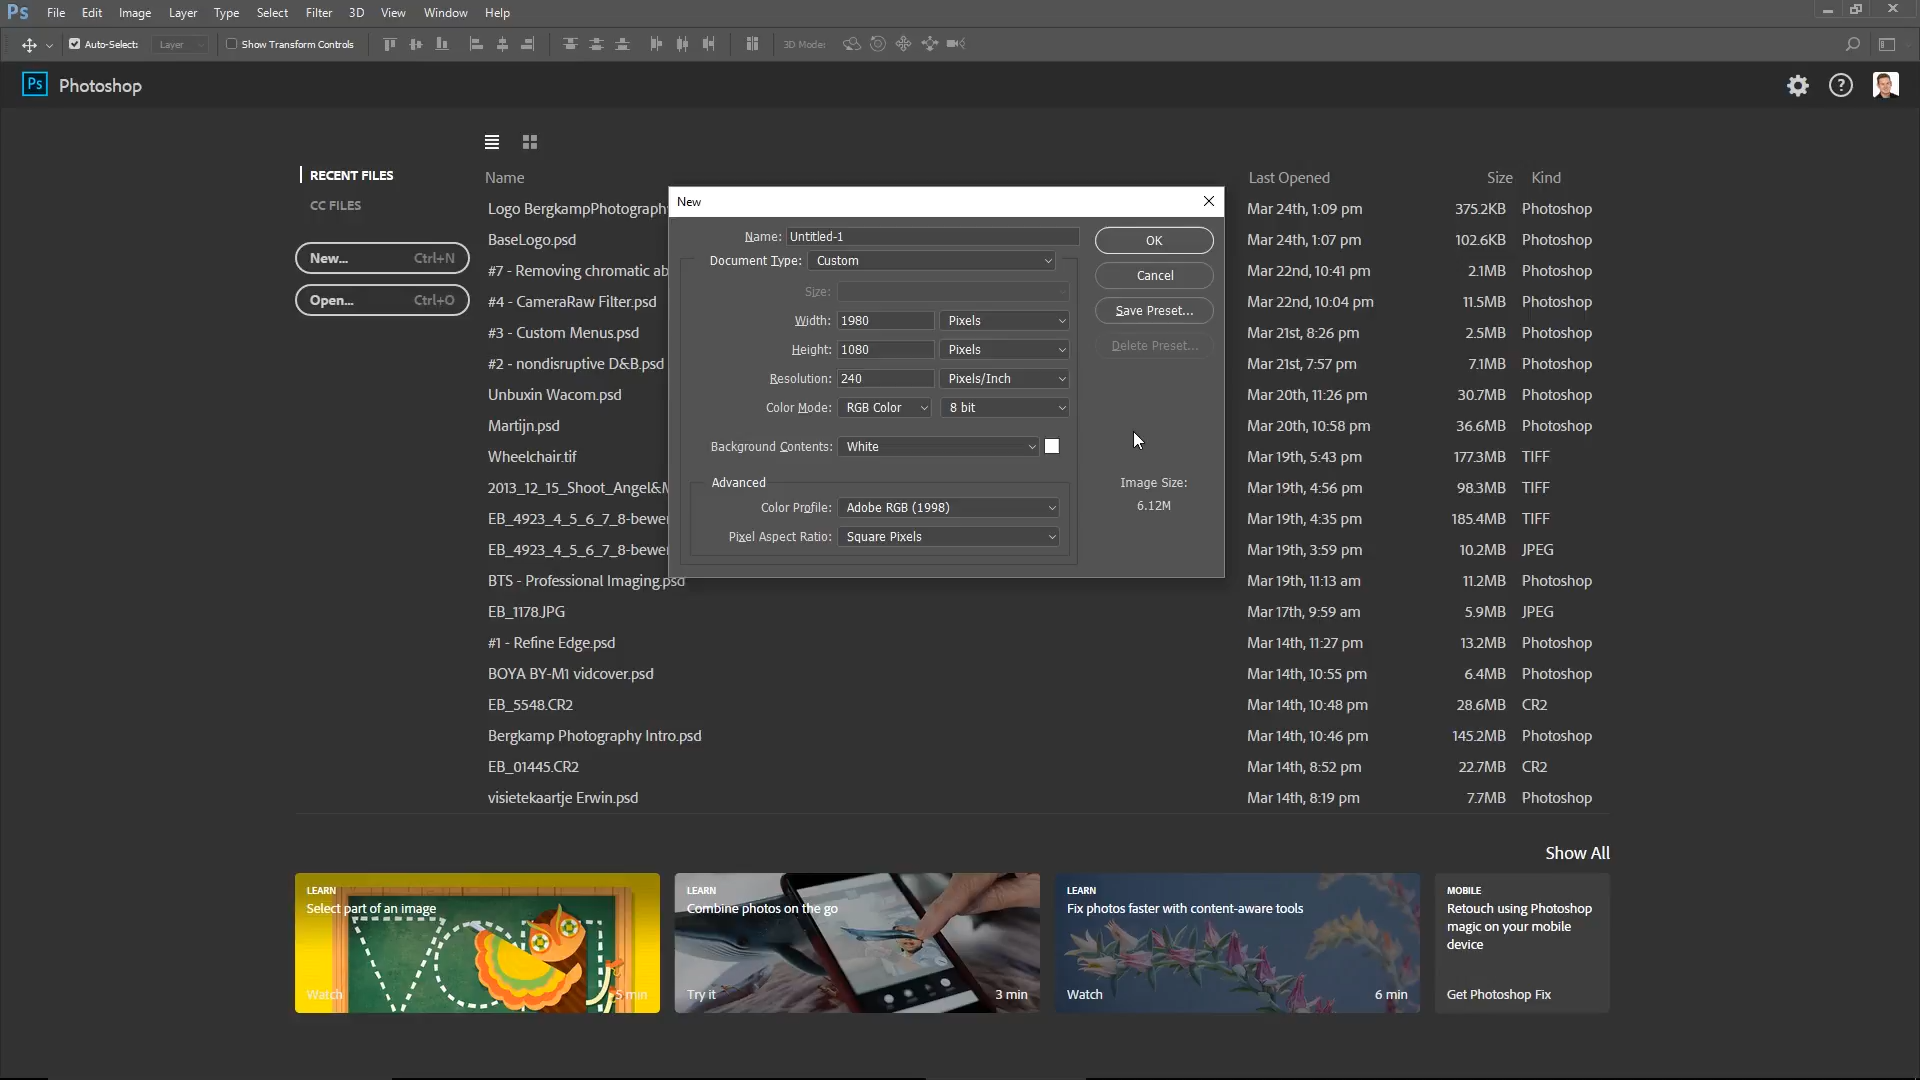 Ps File Edit Image Layer Type Select Filter 3D View Window Help
Auto-Select: Layer Show Transform Controls 3D Mode:
Ps Photoshop
RECENT FILES
CC FILES
New... Ctrl+N
Open... Ctrl+O
Name Last Opened Size Kind
Logo BergkampPhotography Mar 24th, 1:09 pm 375.2KB Photoshop
BaseLogo.psd Mar 24th, 1:07 pm 102.6KB Photoshop
#7 - Removing chromatic ab Mar 22nd, 10:41 pm 2.1MB Photoshop
#4 - CameraRaw Filter.psd Mar 22nd, 10:04 pm 11.5MB Photoshop
#3 - Custom Menus.psd Mar 21st, 8:26 pm 2.5MB Photoshop
#2 - nondisruptive D&B.psd Mar 21st, 7:57 pm 7.1MB Photoshop
Unbuxin Wacom.psd Mar 20th, 11:26 pm 30.7MB Photoshop
Martijn.psd Mar 20th, 10:58 pm 36.6MB Photoshop
Wheelchair.tif Mar 19th, 5:43 pm 177.3MB TIFF
2013_12_15_Shoot_Angel&M Mar 19th, 4:56 pm 98.3MB TIFF
EB_4923_4_5_6_7_8-bewer Mar 19th, 4:35 pm 185.4MB TIFF
EB_4923_4_5_6_7_8-bewer Mar 19th, 3:59 pm 10.2MB JPEG
BTS - Professional Imaging.psd Mar 19th, 11:13 am 11.2MB Photoshop
EB_1178.JPG Mar 17th, 9:59 am 5.9MB JPEG
#1 - Refine Edge.psd Mar 14th, 11:27 pm 13.2MB Photoshop
BOYA BY-M1 vidcover.psd Mar 14th, 10:55 pm 6.4MB Photoshop
EB_5548.CR2 Mar 14th, 10:48 pm 28.6MB CR2
Bergkamp Photography Intro.psd Mar 14th, 10:46 pm 145.2MB Photoshop
EB_01445.CR2 Mar 14th, 8:52 pm 22.7MB CR2
visietekaartje Erwin.psd Mar 14th, 8:19 pm 7.7MB Photoshop
New
Name: Untitled-1 OK
Document Type: Custom Cancel
Size:
Save Preset...
Width: 1980 Pixels
Height: 1080 Pixels Delete Preset...
Resolution: 240 Pixels/Inch
Color Mode: RGB Color 8 bit
Background Contents: White
Advanced Image Size:
Color Profile: Adobe RGB (1998) 6.12M
Pixel Aspect Ratio: Square Pixels
Show All
LEARN
Select part of an image
Watch 5 min
LEARN
Combine photos on the go
Try it 3 min
LEARN
Fix photos faster with content-aware tools
Watch 6 min
MOBILE
Retouch using Photoshop
magic on your mobile
device
Get Photoshop Fix